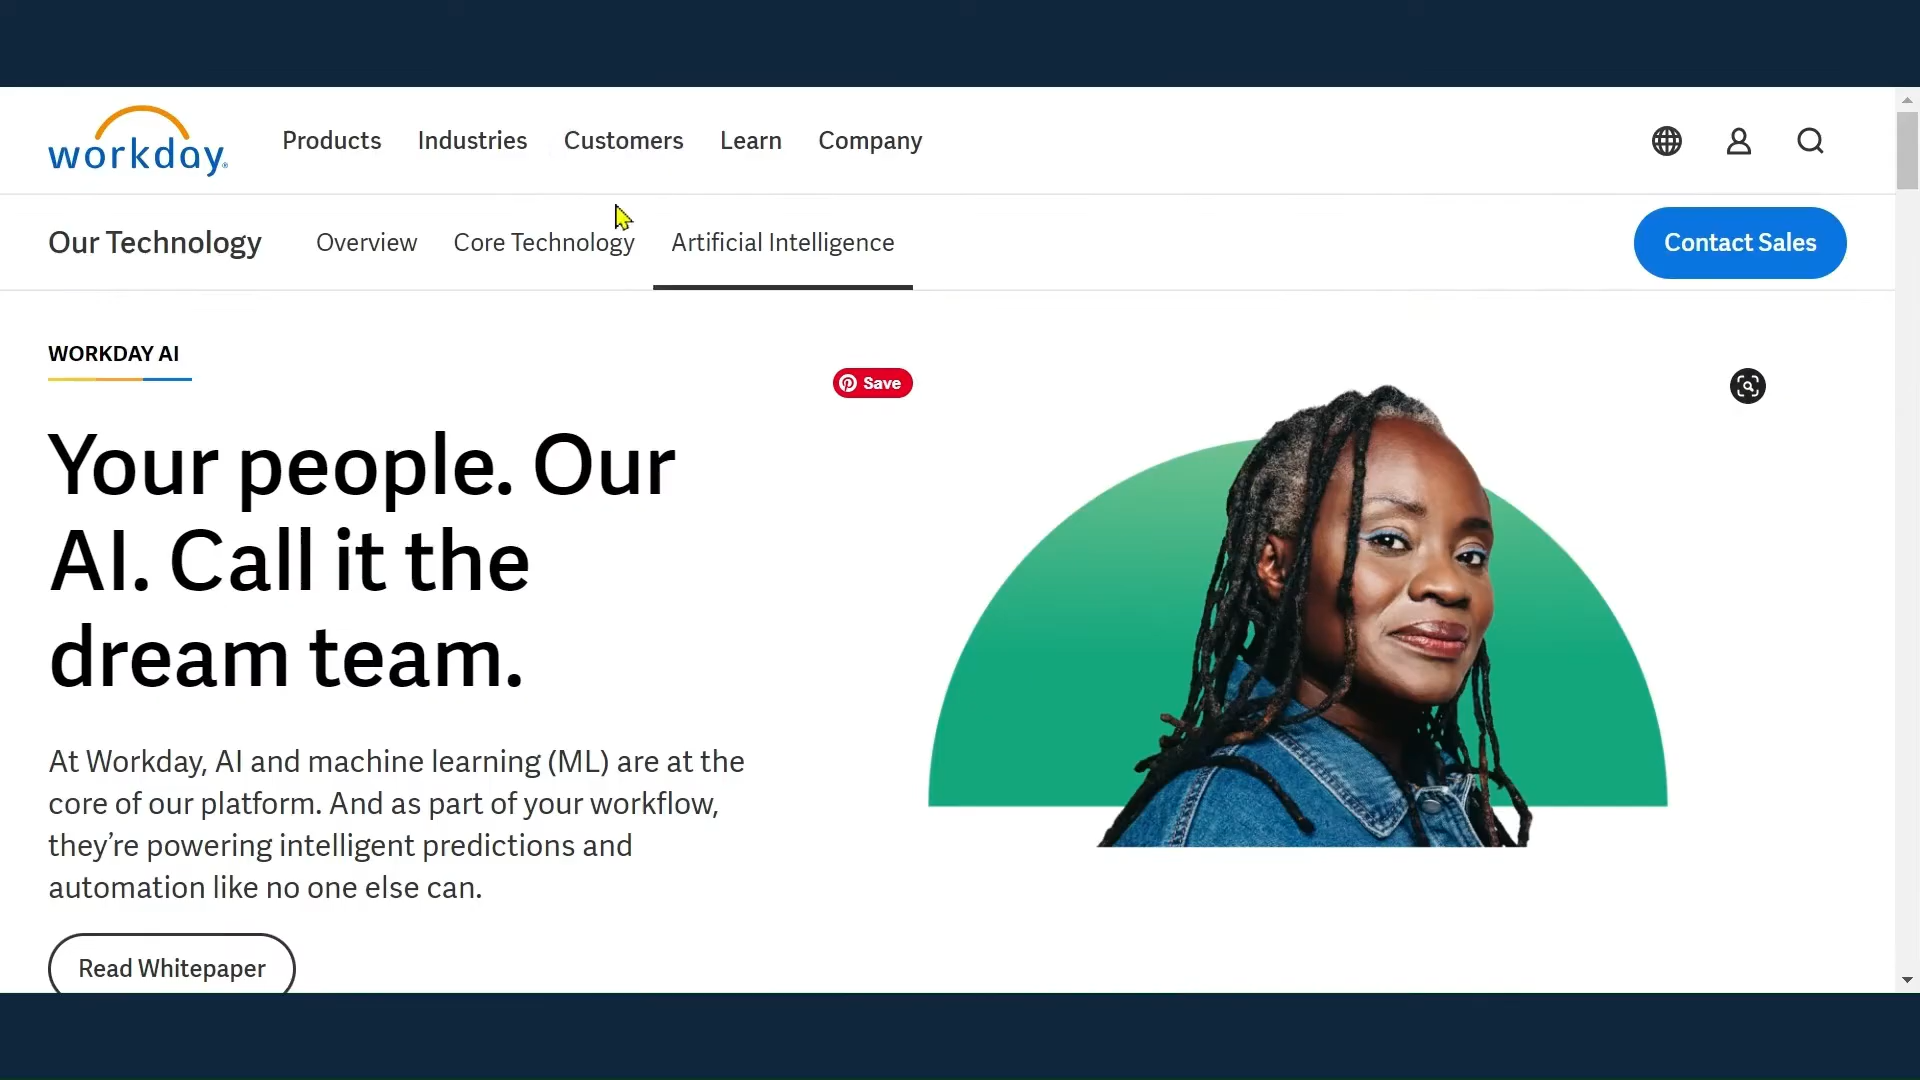 workday
Products Industries Customers Learn Company
Our Technology Overview Core Technology Artificial Intelligence Contact Sales
WORKDAY AI
Save
Your people. Our
AI. Call it the
dream team.
At Workday, AI and machine learning (ML) are at the
core of our platform. And as part of your workflow,
they’re powering intelligent predictions and
automation like no one else can.
Read Whitepaper